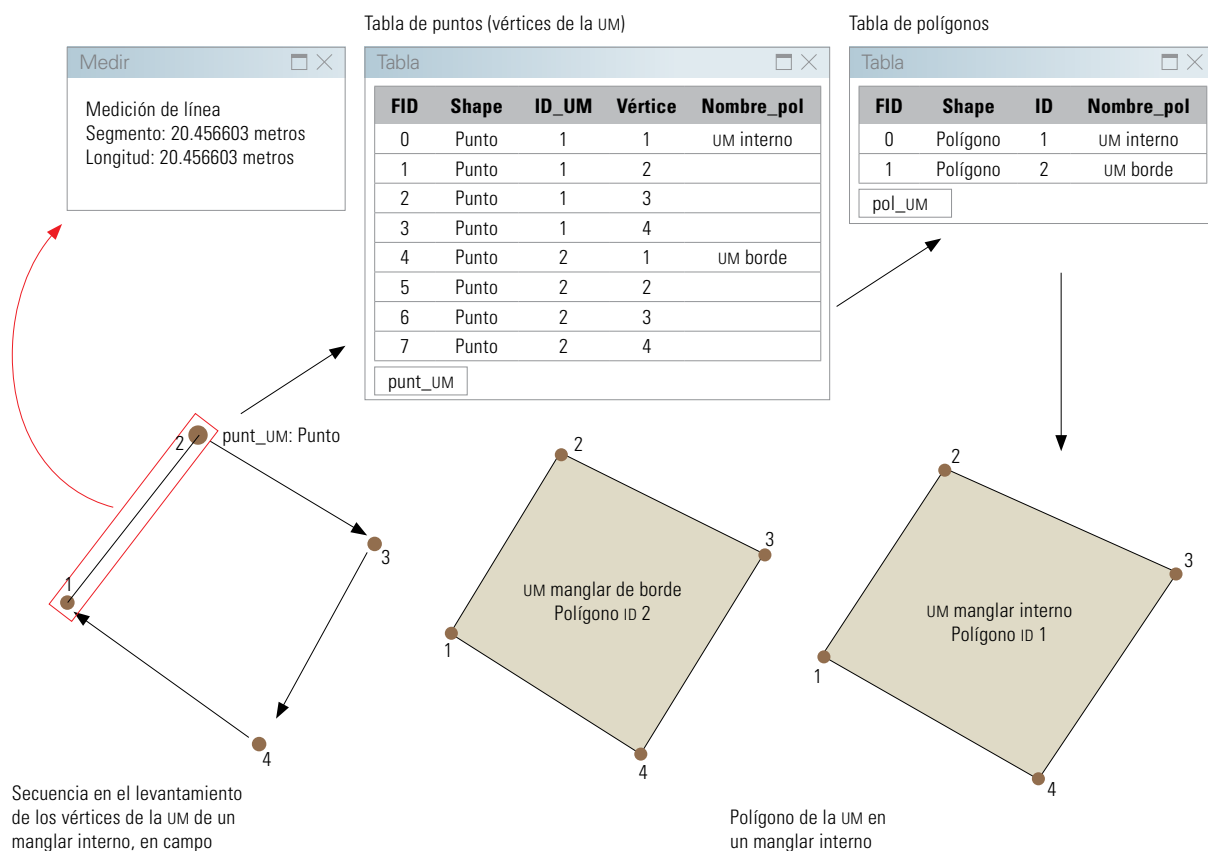 Tabla de puntos (vértices de la UM)
Tabla de polígonos
Medir
Medición de línea
Segmento: 20.456603 metros
Longitud: 20.456603 metros
Tabla
FID Shape ID_UM Vértice Nombre_pol
0 Punto 1 1 UM interno
1 Punto 1 2
2 Punto 1 3
3 Punto 1 4
4 Punto 2 1 UM borde
5 Punto 2 2
6 Punto 2 3
7 Punto 2 4
punt_UM
Tabla
FID Shape ID Nombre_pol
0 Polígono 1 UM interno
1 Polígono 2 UM borde
pol_UM
2
punt_UM: Punto
1
3
4
Secuencia en el levantamiento
de los vértices de la UM de un
manglar interno, en campo
2
3
UM manglar de borde
Polígono ID 2
1
4
2
3
UM manglar interno
Polígono ID 1
1
4
Polígono de la UM en
un manglar interno